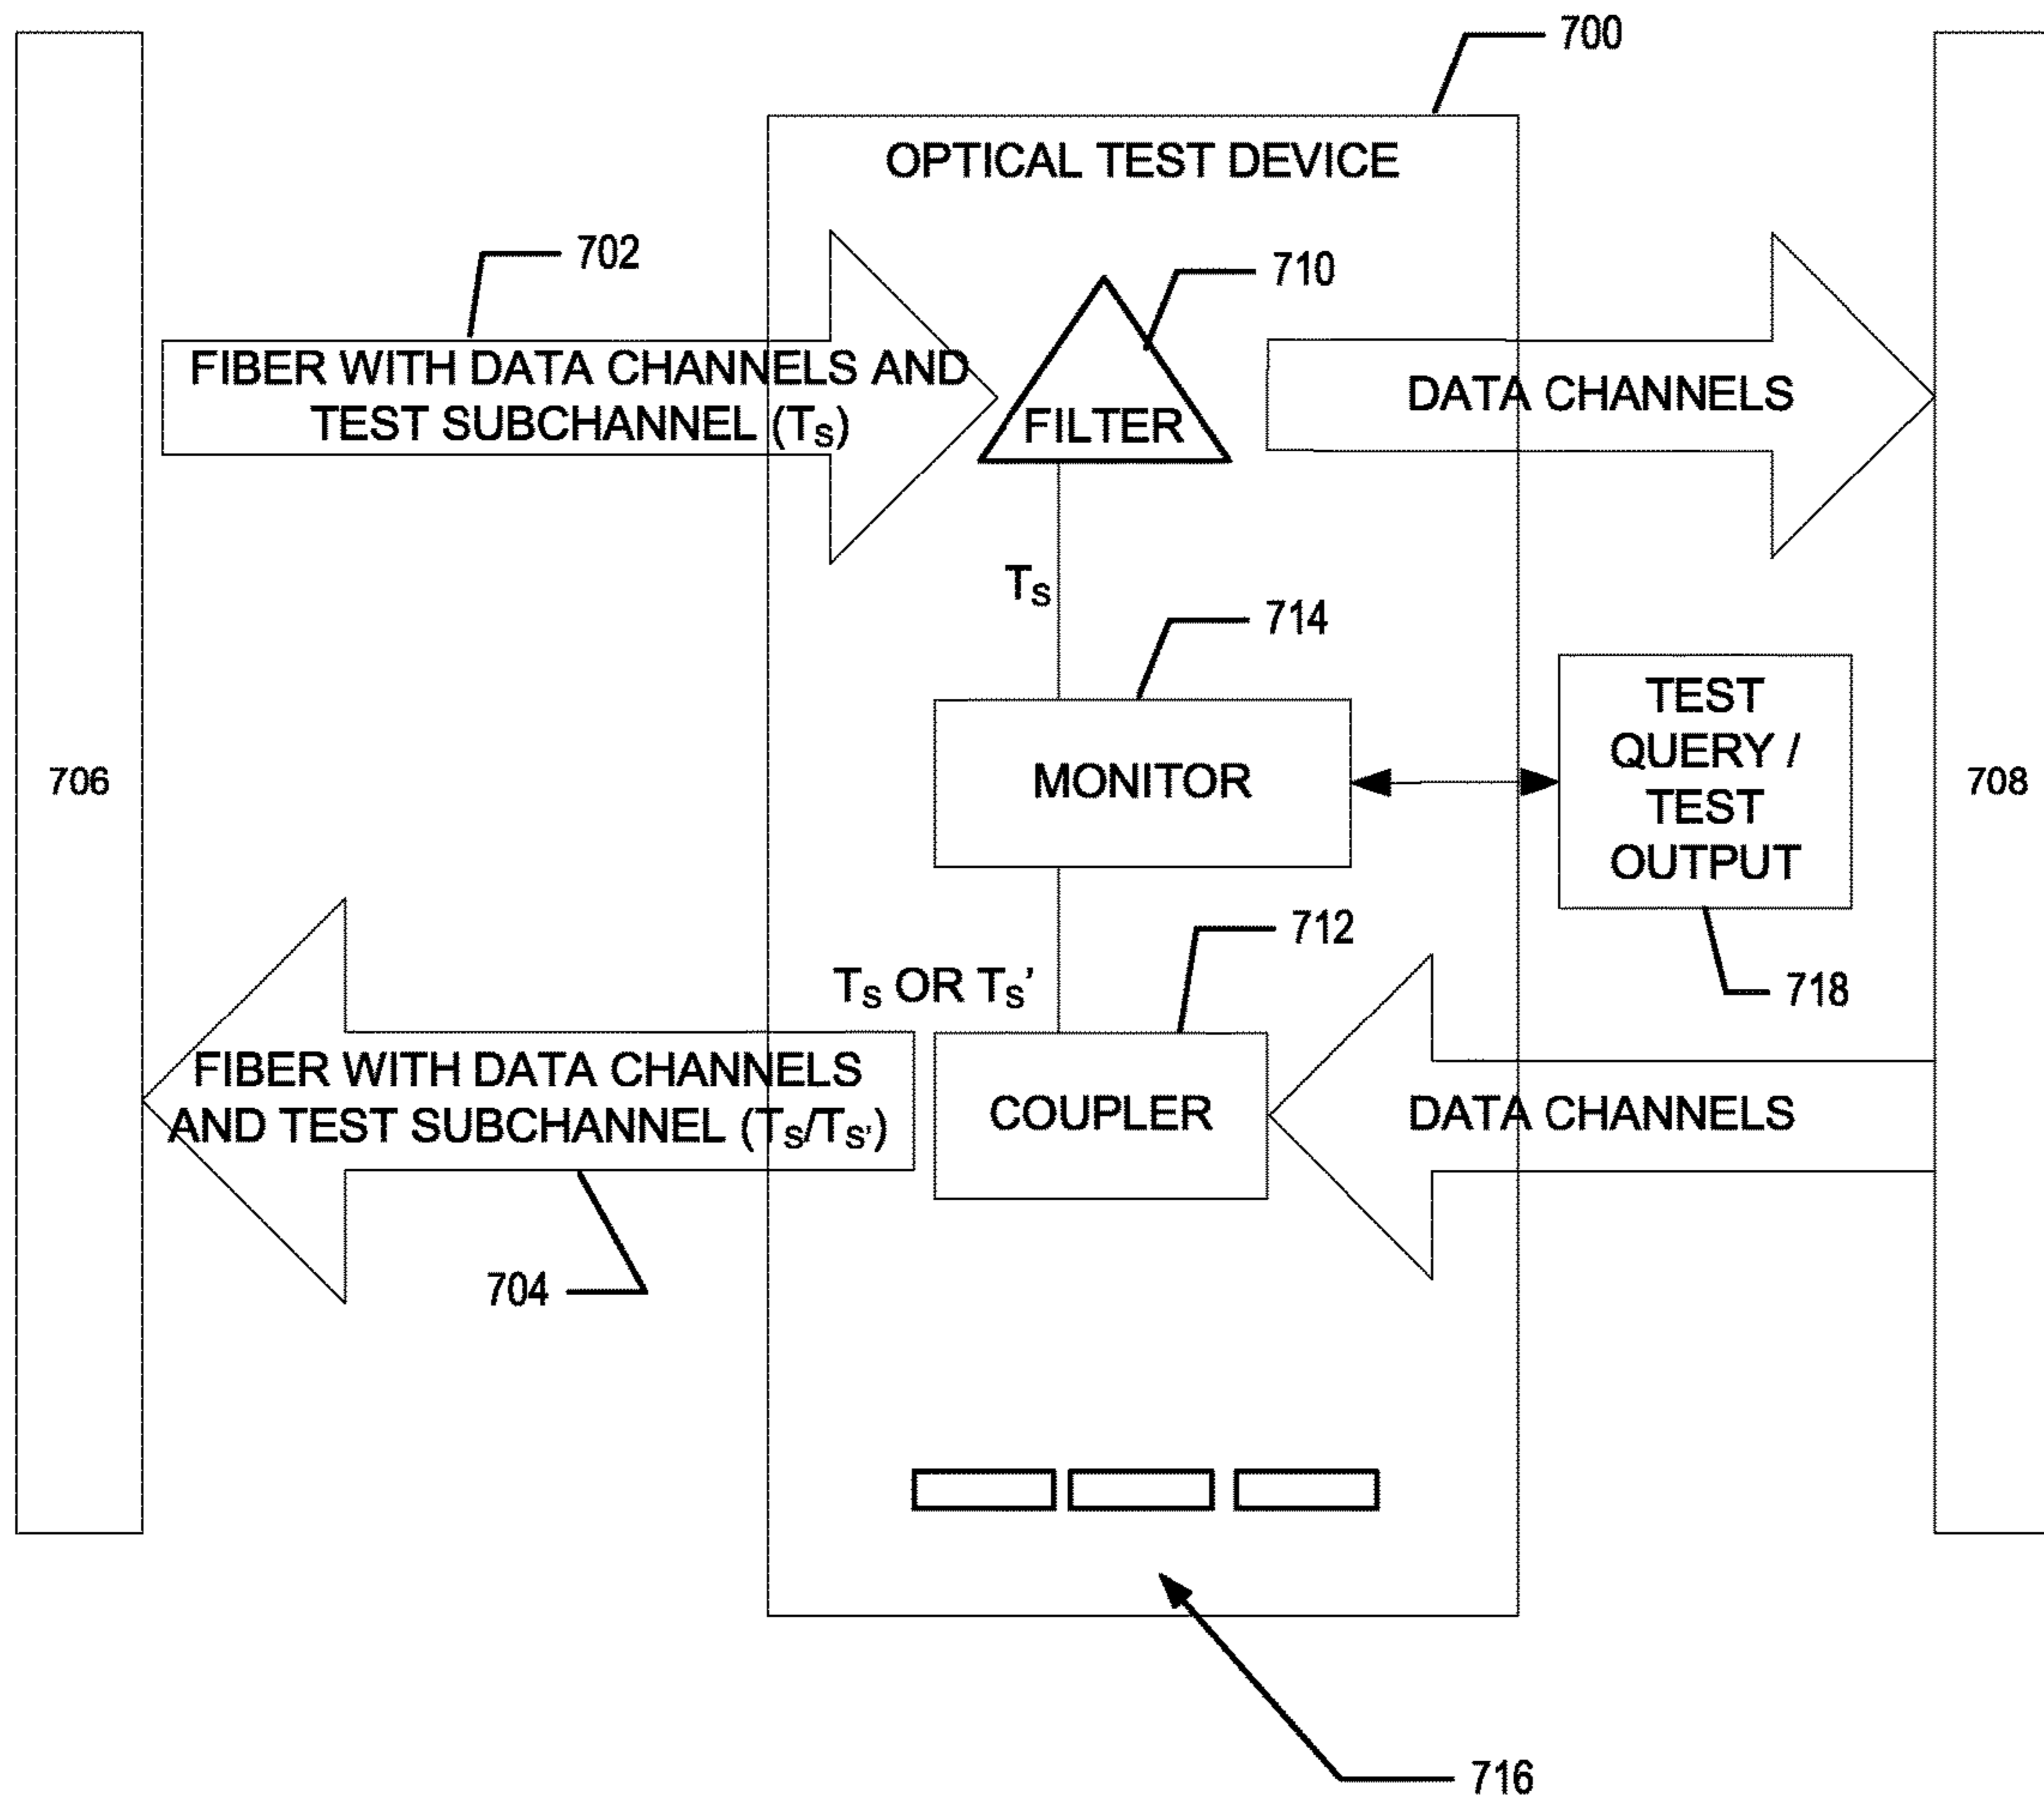 700
OPTICAL TEST DEVICE
702
710
FIBER WITH DATA CHANNELS AND
TEST SUBCHANNEL (TS)
FILTER
DATA CHANNELS
TS
714
706
MONITOR
TEST
QUERY /
TEST
OUTPUT
708
712
718
TS OR TS’
FIBER WITH DATA CHANNELS
AND TEST SUBCHANNEL (TS/TS’)
COUPLER
DATA CHANNELS
704
716